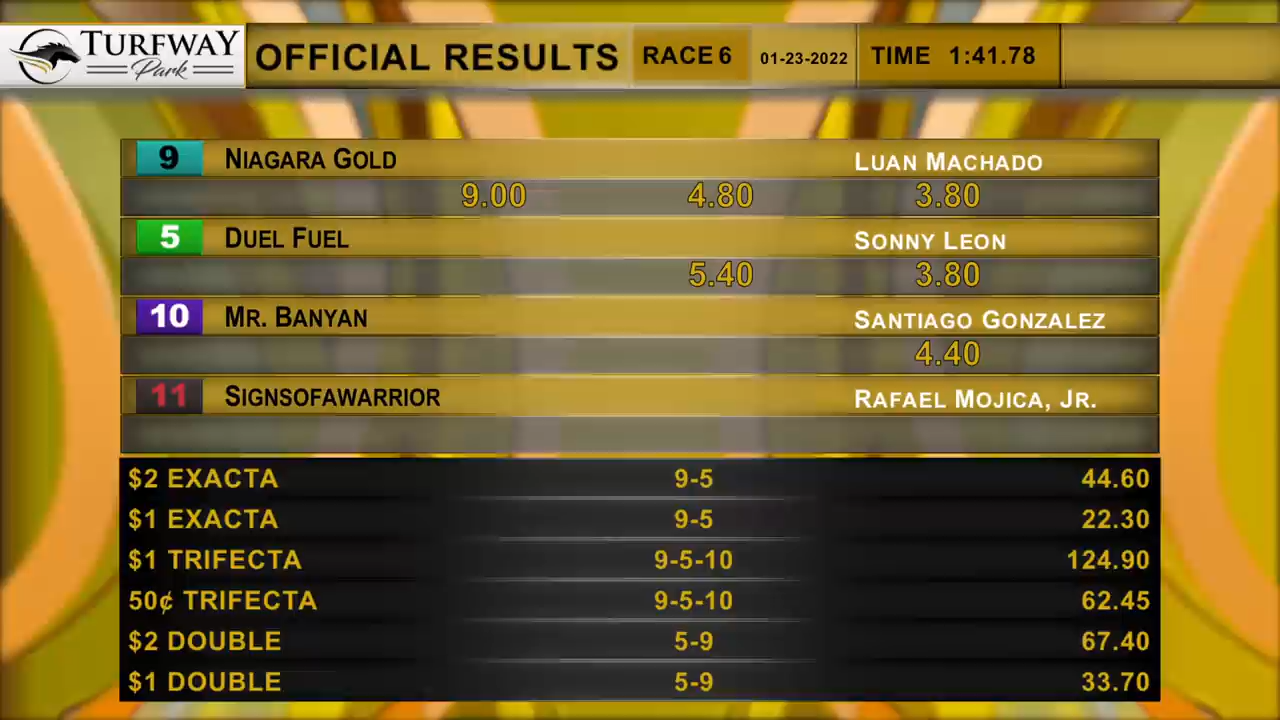 TURFWAY Park OFFICIAL RESULTS RACE 6 01-23-2022 TIME 1:41.78
9 NIAGARA GOLD LUAN MACHADO
9.00 4.80 3.80
5 DUEL FUEL SONNY LEON
5.40 3.80
10 MR. BANYAN SANTIAGO GONZALEZ
4.40
11 SIGNSOFAWARRIOR RAFAEL MOJICA, JR.
$2 EXACTA 9-5 44.60
$1 EXACTA 9-5 22.30
$1 TRIFECTA 9-5-10 124.90
50¢ TRIFECTA 9-5-10 62.45
$2 DOUBLE 5-9 67.40
$1 DOUBLE 5-9 33.70